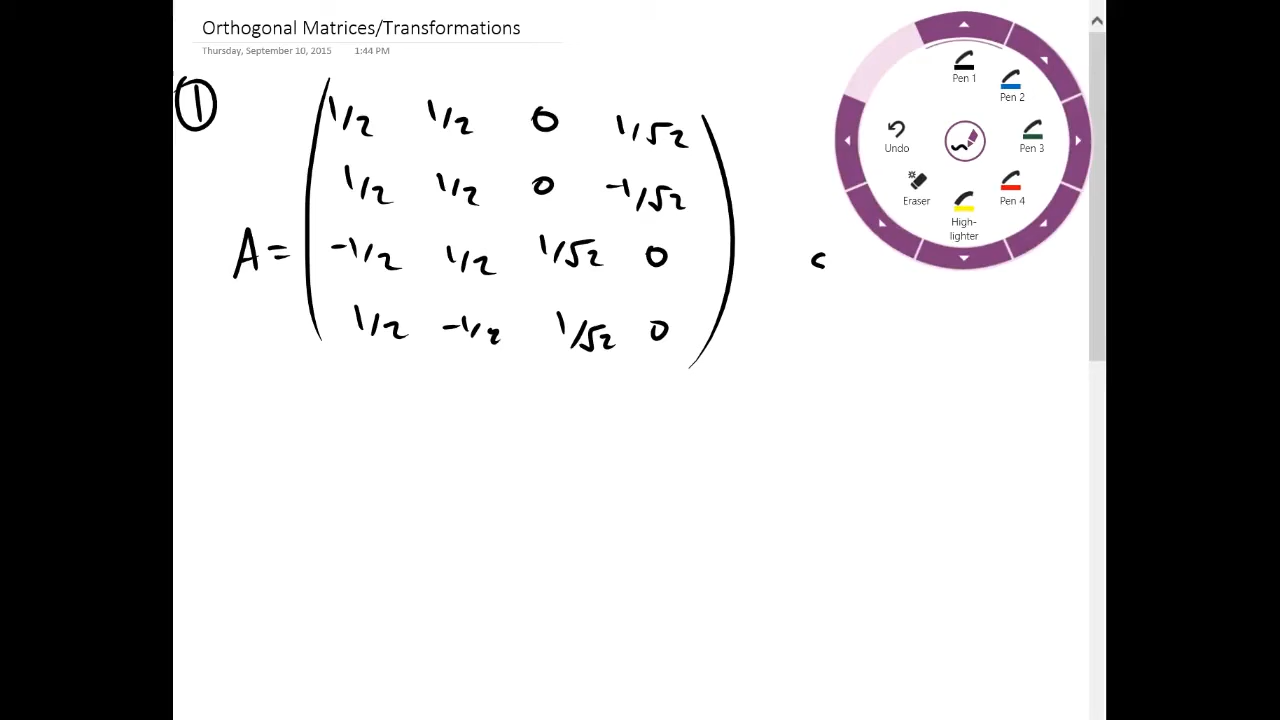 Orthogonal Matrices/Transformations
Thursday, September 10, 2015 1:44 PM
①
1/2 1/2 0 1/√2
1/2 1/2 0 -1/√2
A = -1/2 1/2 1/√2 0
1/2 -1/2 1/√2 0
Pen 1
Pen 2
Undo
Pen 3
Eraser
Pen 4
High-
lighter